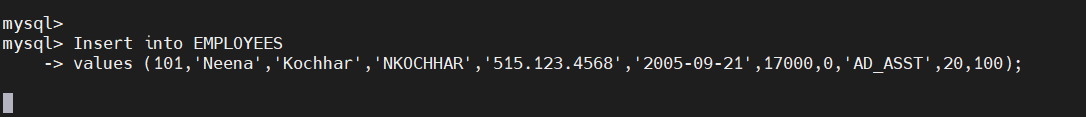 mysql>
mysql> Insert into EMPLOYEES
    -> values (101,'Neena','Kochhar','NKOCHHAR','515.123.4568','2005-09-21',17000,0,'AD_ASST',20,100);